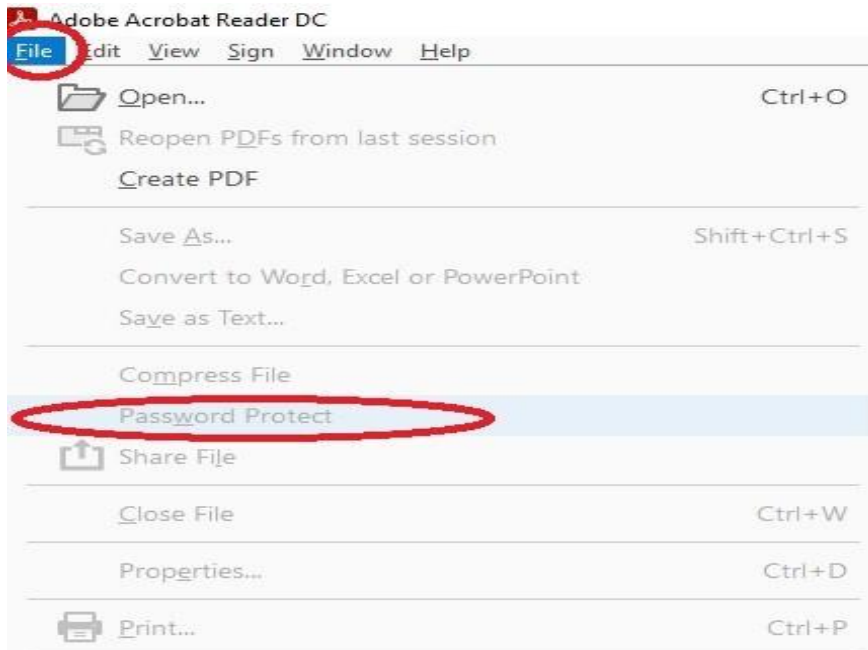 Adobe Acrobat Reader DC
File Edit View Sign Window Help
Open... Ctrl+O
Reopen PDFs from last session
Create PDF
Save As... Shift+Ctrl+S
Convert to Word, Excel or PowerPoint
Save as Text...
Compress File
Password Protect
Share File
Close File Ctrl+W
Properties... Ctrl+D
Print... Ctrl+P